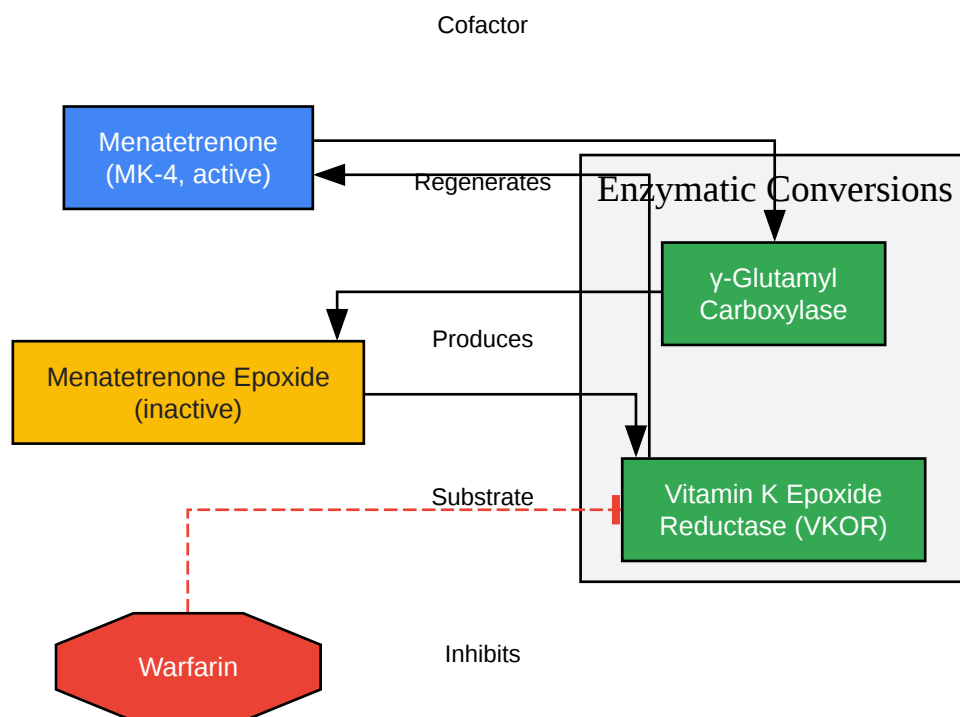 Cofactor
Menatetrenone
(MK-4, active)
Regenerates
Enzymatic Conversions
γ-Glutamyl
Carboxylase
Produces
Menatetrenone Epoxide
(inactive)
Substrate
Vitamin K Epoxide
Reductase (VKOR)
Inhibits
Warfarin